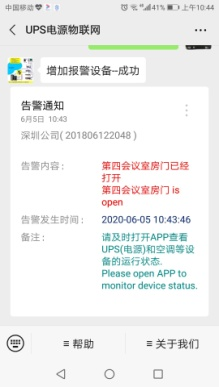 中国移动 41% 上午10:44
UPS电源物联网
增加报警设备--成功
告警通知
6月5日 10:43
深圳公司( 201806122048 )
告警内容： 第四会议室房门已经
打开
第四会议室房门 is
open
告警发生时间： 2020-06-05 10:43:46
备注： 请及时打开APP查看
UPS(电源)和空调等设
备的运行状态.
Please open APP to
monitor device status.
帮助
关于我们